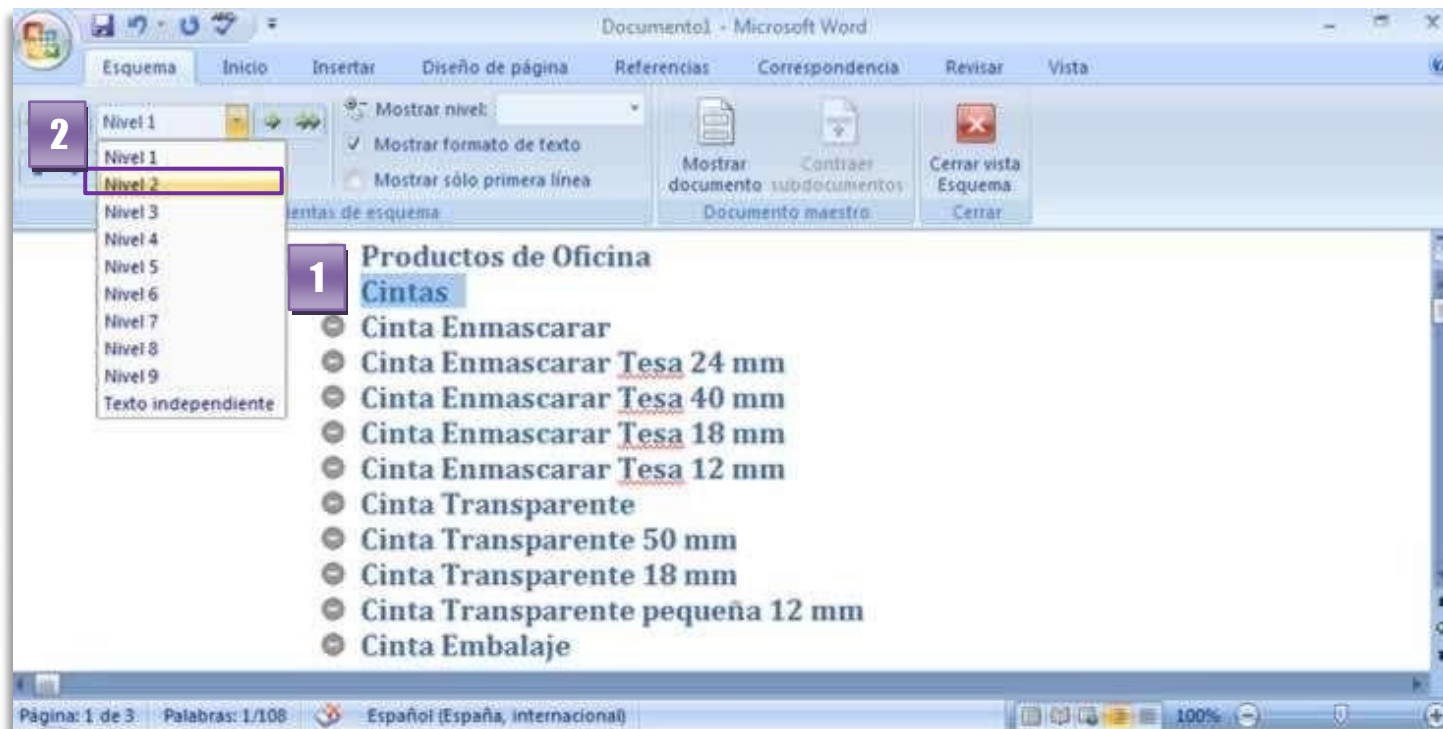 Documento1 - Microsoft Word
Esquema Inicio Insertar Diseño de página Referencias Correspondencia Revisar Vista
2
Nivel 1
Mostrar nivel:
Mostrar formato de texto
Mostrar sólo primera línea
Mostrar documento
Contraer subdocumentos
Cerrar vista Esquema
Nivel 1
Nivel 2
Nivel 3
Nivel 4
Nivel 5
Nivel 6
Nivel 7
Nivel 8
Nivel 9
Texto independiente
de esquema
Documento maestro
Cerrar
1
Productos de Oficina
Cintas
Cinta Enmascarar
Cinta Enmascarar Tesa 24 mm
Cinta Enmascarar Tesa 40 mm
Cinta Enmascarar Tesa 18 mm
Cinta Enmascarar Tesa 12 mm
Cinta Transparente
Cinta Transparente 50 mm
Cinta Transparente 18 mm
Cinta Transparente pequeña 12 mm
Cinta Embalaje
Página: 1 de 3 Palabras: 1/108 Español (España, internacional) 100%